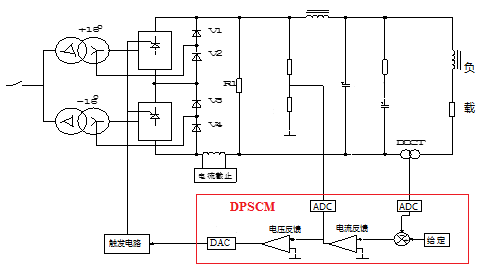 +15°
V1
V2
R1
负
载
-15°
V3
V4
DCCT
电流截止
DPSCM
ADC
ADC
电压反馈
电流反馈
触发电路
DAC
给定